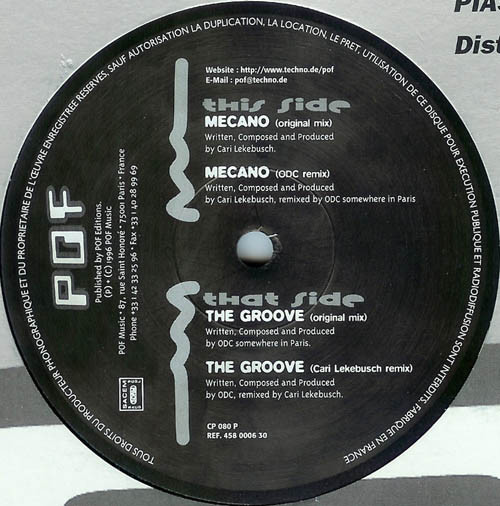 PIAS
Dist
TOUS DROITS DU PRODUCTEUR PHONOGRAPHIQUE ET DU PROPRIETAIRE DE L'ŒUVRE ENREGISTREE RESERVES, SAUF AUTORISATION LA DUPLICATION, LA LOCATION, LE PRET, UTILISATION DE CE DISQUE POUR EXECUTION PUBLIQUE ET RADIODIFFUSION SONT INTERDITS FABRIQUE EN FRANCE
Website : http://www.techno.de/pof
E-Mail : pof@techno.de
this side
MECANO (original mix)
Written, Composed and Produced
by Cari Lekebusch.
MECANO (ODC remix)
Written, Composed and Produced
by Cari Lekebusch, remixed by ODC somewhere in Paris
that side
THE GROOVE (original mix)
Written, Composed and Produced
by ODC somewhere in Paris.
THE GROOVE (Cari Lekebusch remix)
Written, Composed and Produced
by ODC, remixed by Cari Lekebusch.
CP 080 P
REF. 458 0006 30
POF
Published by POF Editions.
(P) • (C) 1996 POF Music
POF Music • 87, rue Saint Honoré • 75001 Paris • France
Phone +33 1 42 33 25 96 • Fax +33 1 40 28 99 69
SACEM